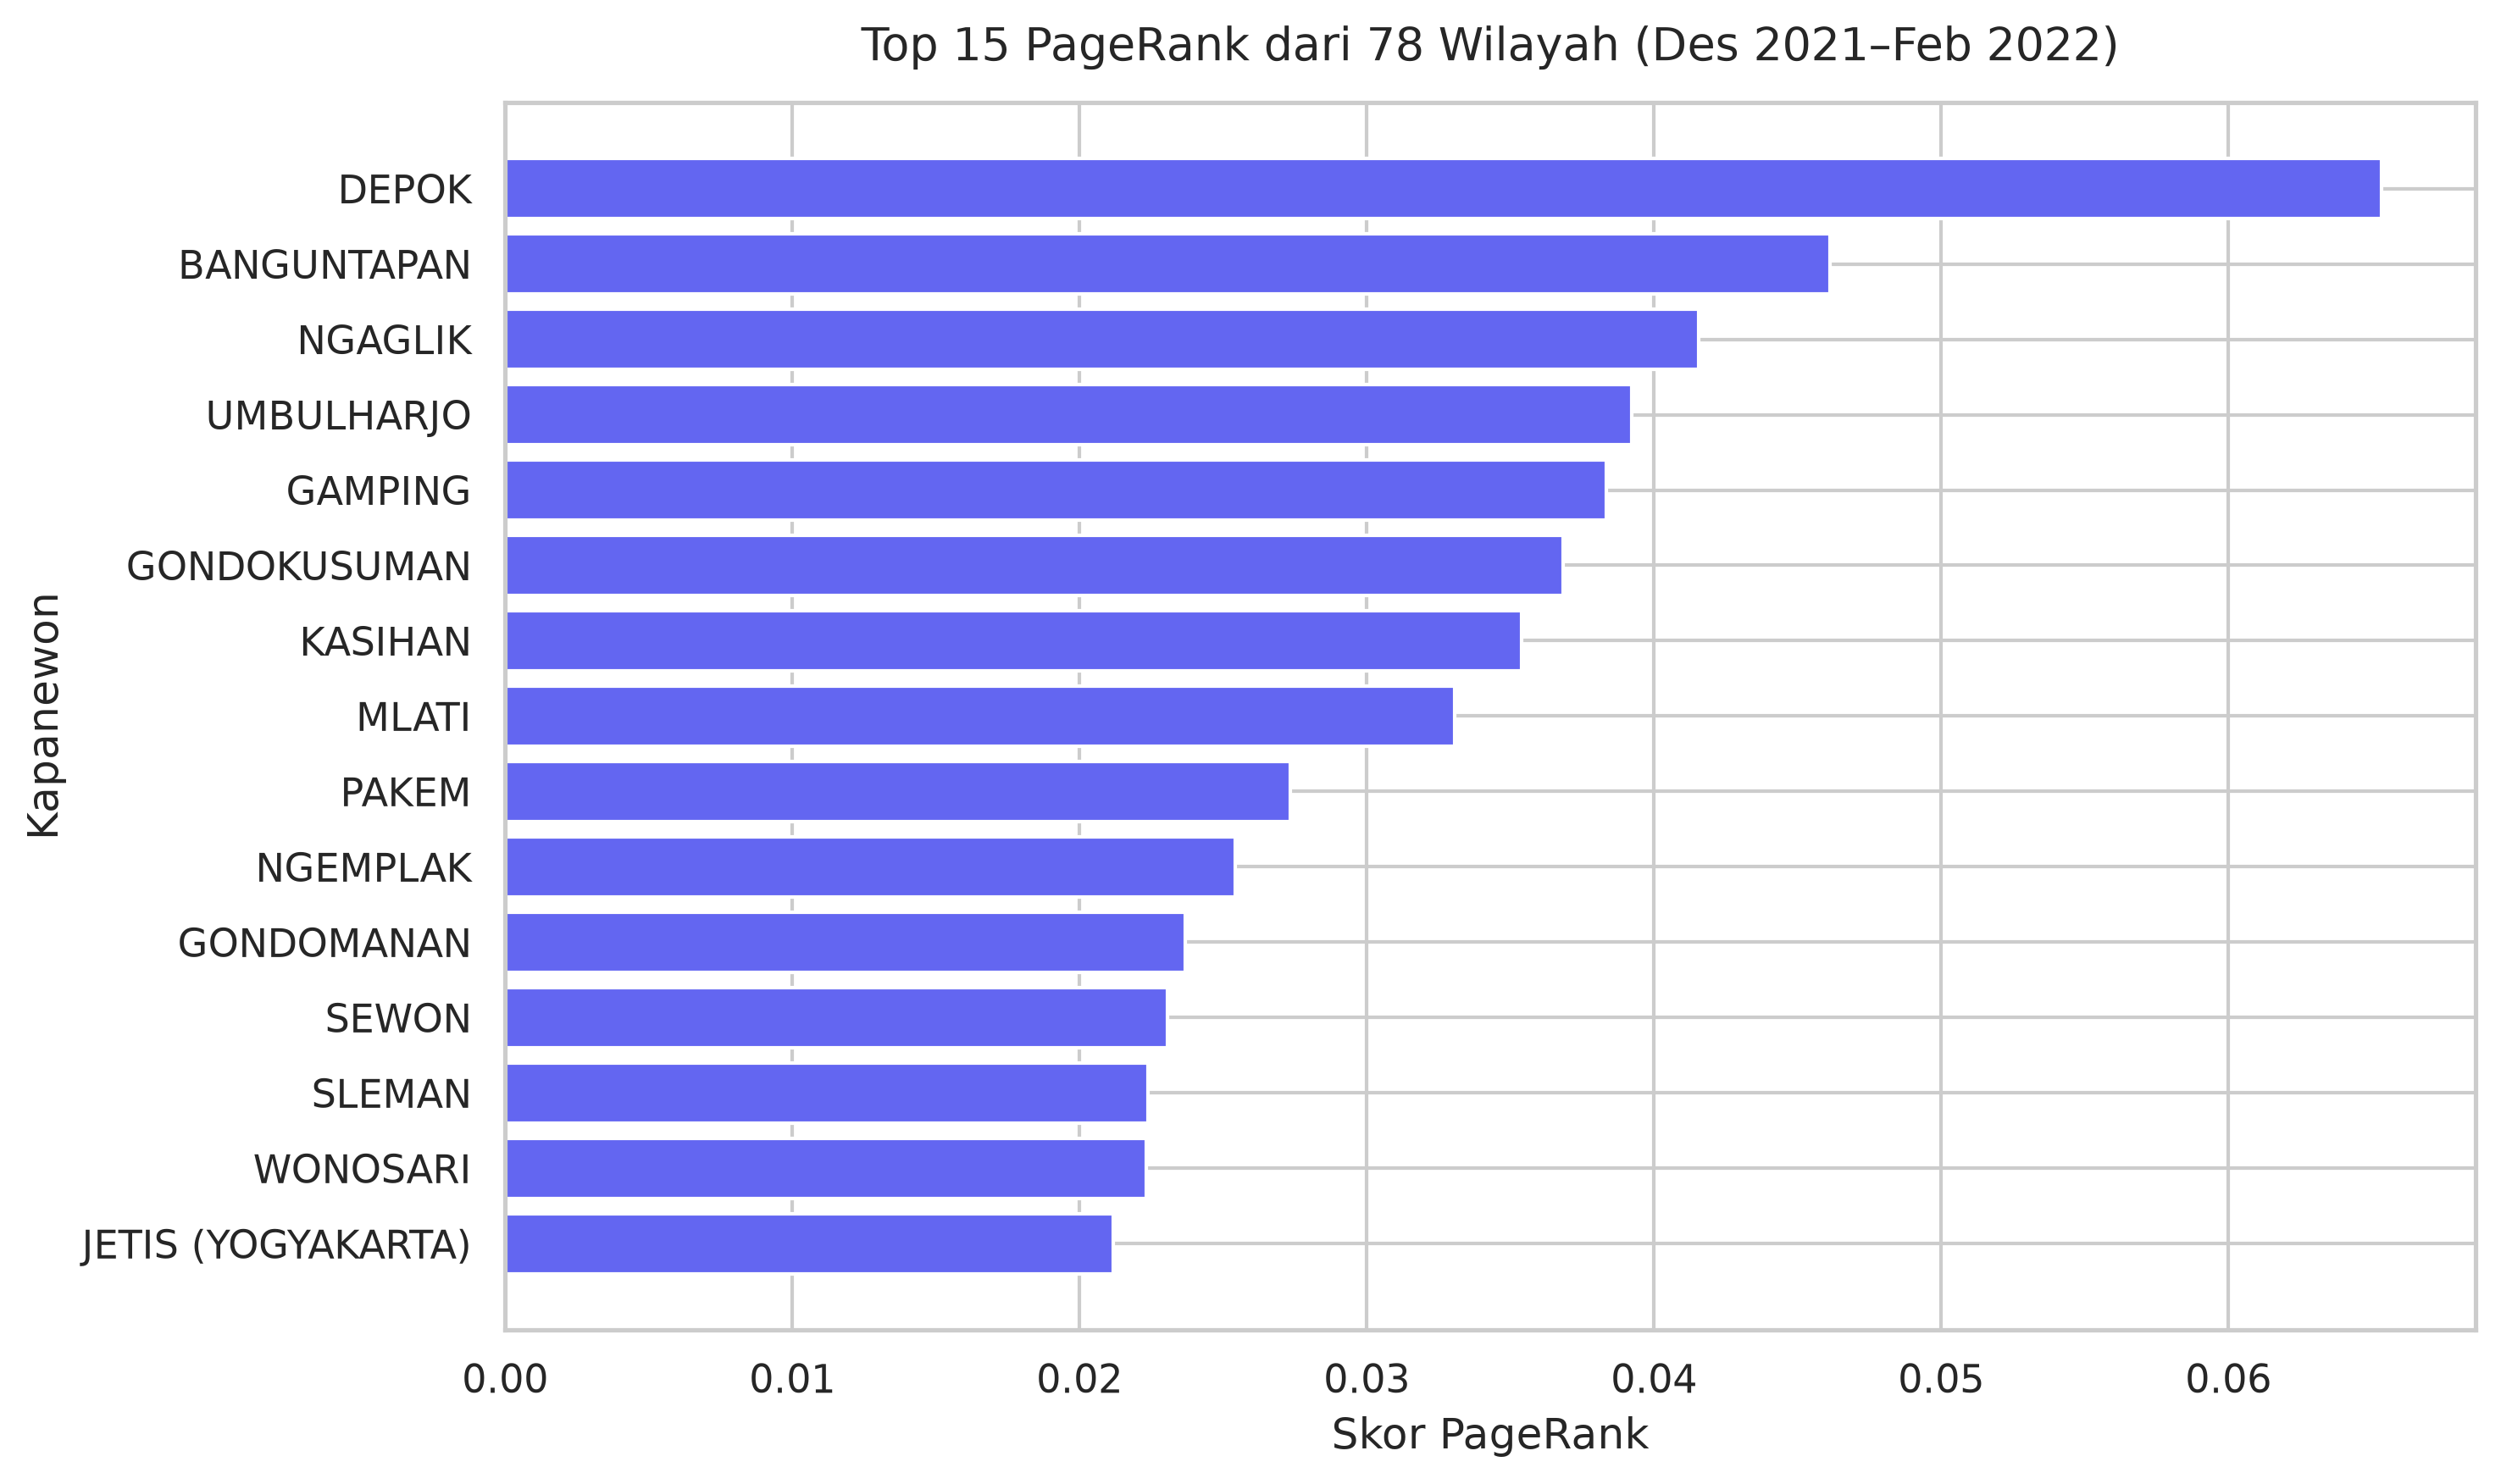 Top 15 PageRank dari 78 Wilayah (Des 2021–Feb 2022)
Kapanewon
DEPOK
BANGUNTAPAN
NGAGLIK
UMBULHARJO
GAMPING
GONDOKUSUMAN
KASIHAN
MLATI
PAKEM
NGEMPLAK
GONDOMANAN
SEWON
SLEMAN
WONOSARI
JETIS (YOGYAKARTA)
0.00 0.01 0.02 0.03 0.04 0.05 0.06
Skor PageRank